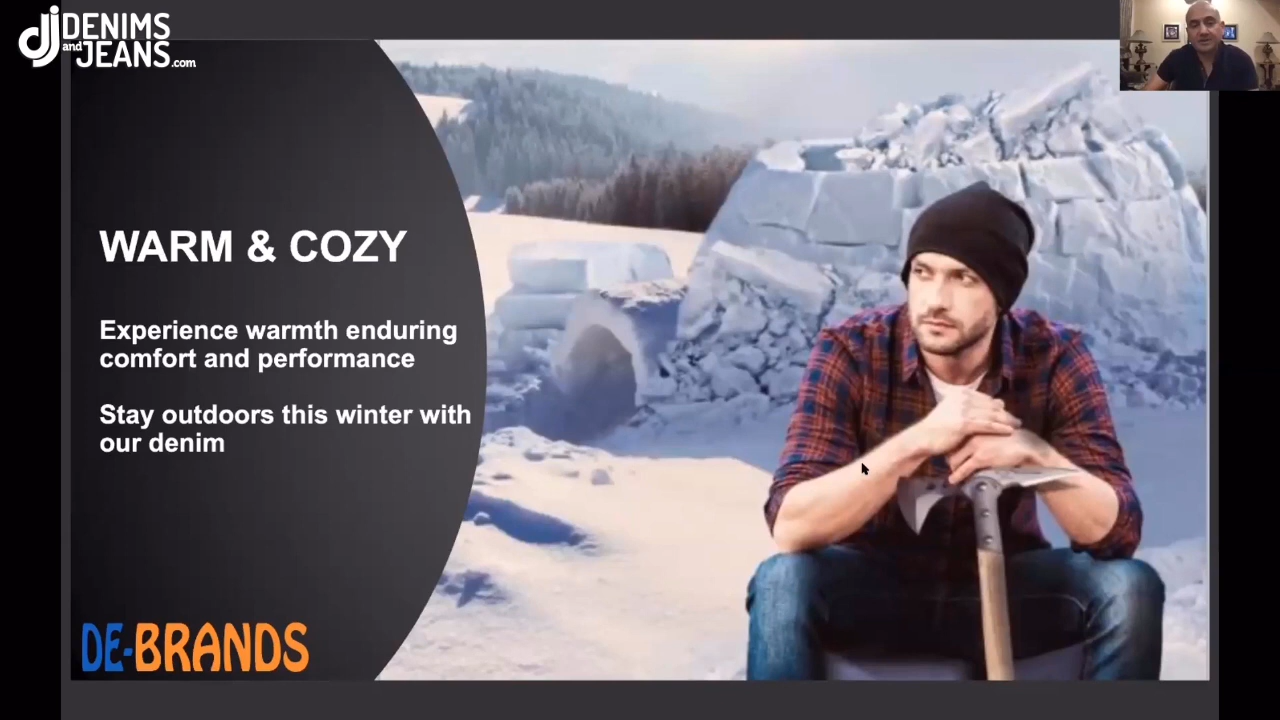 dj DENIMS
and JEANS.com
WARM & COZY
Experience warmth enduring
comfort and performance
Stay outdoors this winter with
our denim
DE-BRANDS